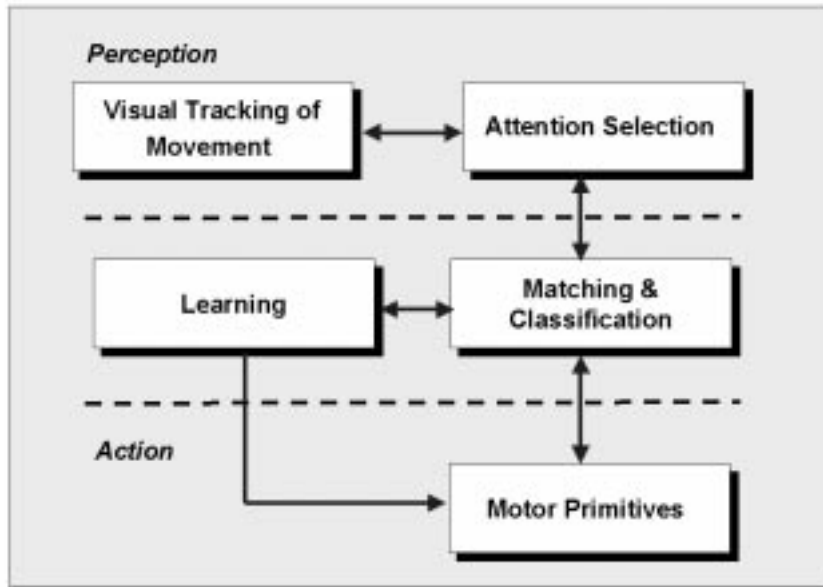 Perception
Visual Tracking of
Movement
Attention Selection
Learning
Matching &
Classification
Action
Motor Primitives